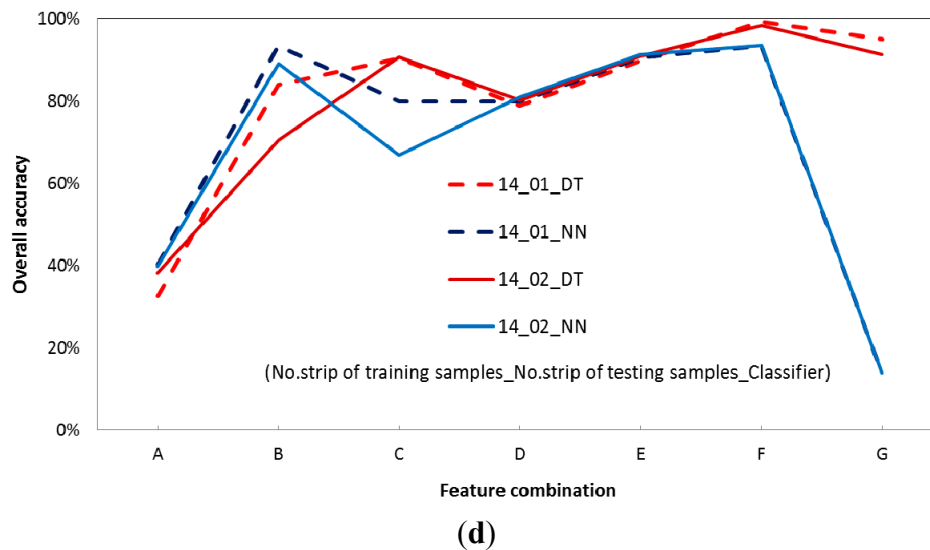 100%
80%
60%
40%
20%
0%
Overall accuracy
14_01_DT
14_01_NN
14_02_DT
14_02_NN
(No.strip of training samples_No.strip of testing samples_Classifier)
A B C D E F G
Feature combination
(d)